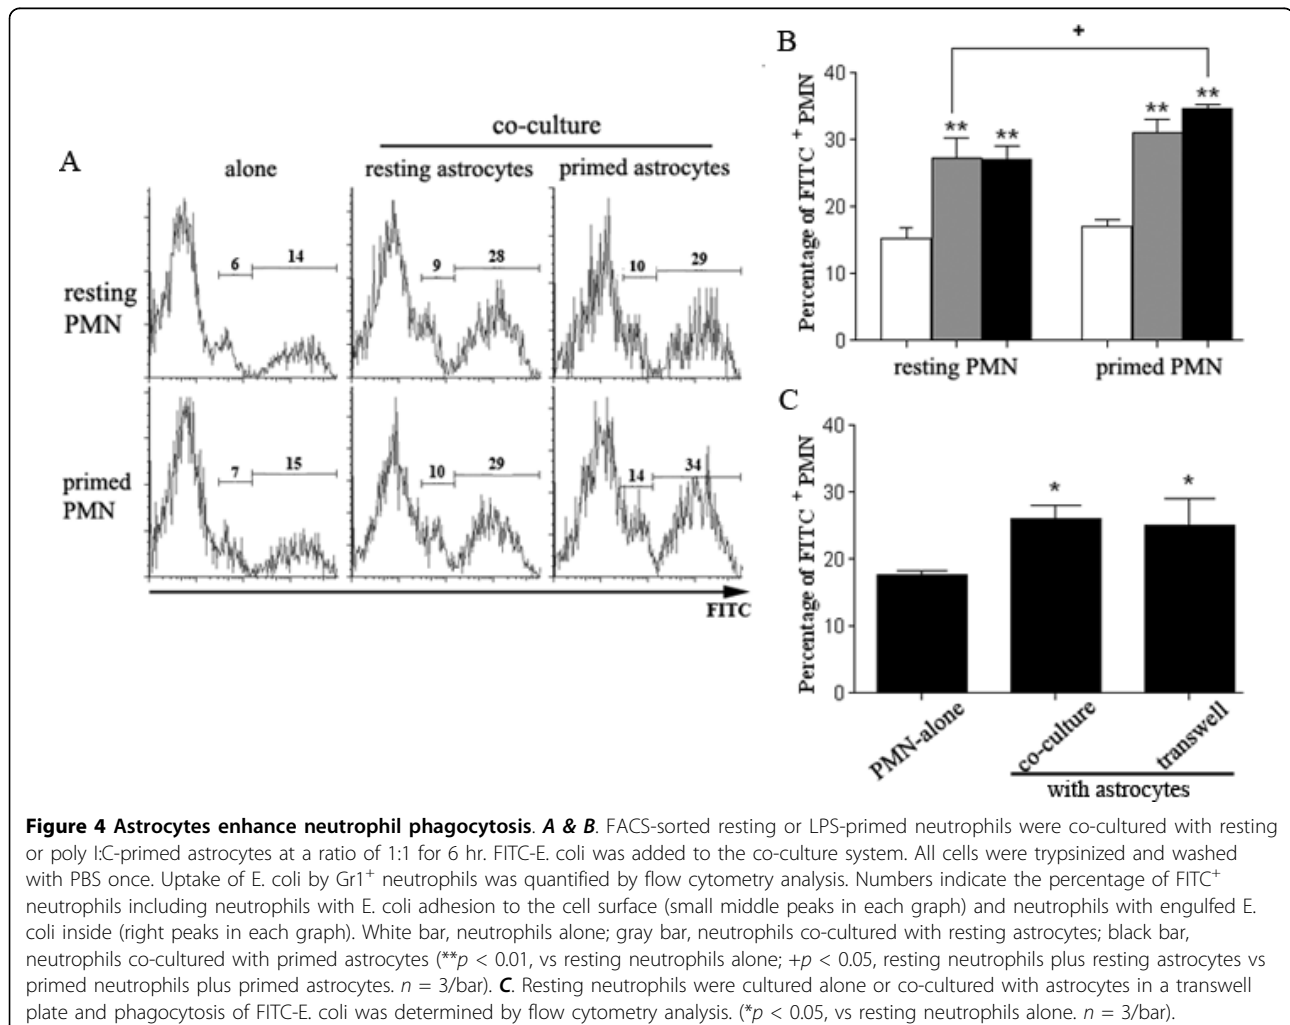 A
co-culture
alone
resting astrocytes
primed astrocytes
resting
PMN
6
14
9
28
10
29
primed
PMN
7
15
10
29
14
34
FITC
B
+
Percentage of FITC + PMN
40
30
20
10
0
**
**
**
**
resting PMN
primed PMN
C
Percentage of FITC + PMN
40
30
20
10
0
*
*
PMN-alone
co-culture
transwell
with astrocytes
Figure 4 Astrocytes enhance neutrophil phagocytosis. A & B. FACS-sorted resting or LPS-primed neutrophils were co-cultured with resting
or poly I:C-primed astrocytes at a ratio of 1:1 for 6 hr. FITC-E. coli was added to the co-culture system. All cells were trypsinized and washed
with PBS once. Uptake of E. coli by Gr1+ neutrophils was quantified by flow cytometry analysis. Numbers indicate the percentage of FITC+
neutrophils including neutrophils with E. coli adhesion to the cell surface (small middle peaks in each graph) and neutrophils with engulfed E.
coli inside (right peaks in each graph). White bar, neutrophils alone; gray bar, neutrophils co-cultured with resting astrocytes; black bar,
neutrophils co-cultured with primed astrocytes (**p < 0.01, vs resting neutrophils alone; +p < 0.05, resting neutrophils plus resting astrocytes vs
primed neutrophils plus primed astrocytes. n = 3/bar). C. Resting neutrophils were cultured alone or co-cultured with astrocytes in a transwell
plate and phagocytosis of FITC-E. coli was determined by flow cytometry analysis. (*p < 0.05, vs resting neutrophils alone. n = 3/bar).